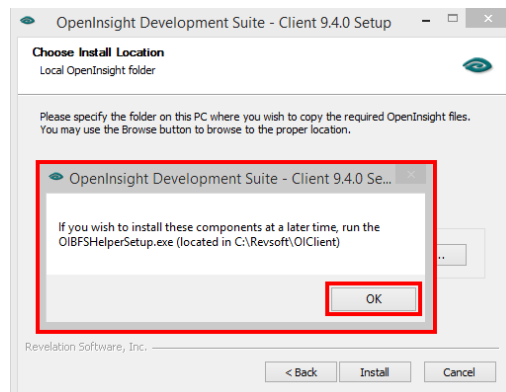 OpenInsight Development Suite - Client 9.4.0 Setup
Choose Install Location
Local OpenInsight folder
Please specify the folder on this PC where you wish to copy the required OpenInsight files.
You may use the Browse button to browse to the proper location.
OpenInsight Development Suite - Client 9.4.0 Se...
If you wish to install these components at a later time, run the
OIBFSHelperSetup.exe (located in C:\Revsoft\OIClient)
..
OK
Revelation Software, Inc.
< Back Install Cancel